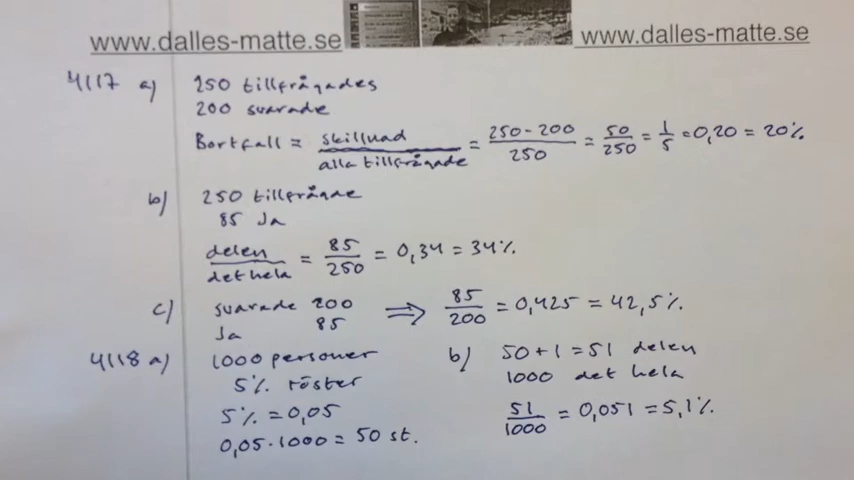 www.dalles-matte.se www.dalles-matte.se
4117 a) 250 tillfrågades
200 svarade
Bortfall = skillnad / alla tillfrågade = 250-200 / 250 = 50/250 = 1/5 = 0,20 = 20%
b) 250 tillfrågade
85 Ja
delen / det hela = 85/250 = 0,34 = 34%
c) svarade 200 ⇒ 85/200 = 0,425 = 42,5%
Ja 85
4118 a) 1000 personer
5% röster
5% = 0,05
0,05·1000 = 50 st.
b) 50+1 = 51 delen
1000 det hela
51/1000 = 0,051 = 5,1%